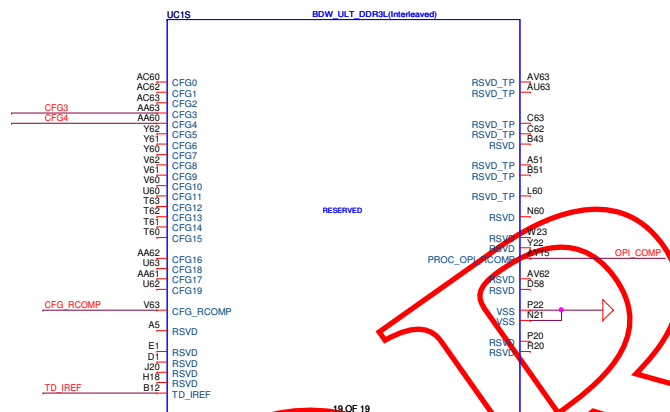 UC1S BDW_ULT_DDR3L(Interleaved)
AC60 CFG0 RSVD_TP AV63
AC62 CFG1 RSVD_TP AU63
AC63 CFG2
CFG3 AA63 CFG3
CFG4 AA60 CFG4 RSVD_TP C63
Y62 CFG5 RSVD_TP C62
Y61 CFG6 RSVD B43
Y60 CFG7
V62 CFG8 RSVD_TP A51
V61 CFG9 RSVD_TP B51
V60 CFG10
U60 CFG11 RSVD_TP L60
T63 CFG12
T62 CFG13 RESERVED RSVD N60
T61 CFG14
T60 CFG15 RSVD W23
RSVD Y22
AA62 CFG16 PROC_OPI_RCOMP AY15 OPI_COMP
U63 CFG18
AA61 CFG17 RSVD AV62
U62 CFG19 RSVD D58
CFG_RCOMP V63 CFG_RCOMP VSS P22
VSS N21
A5 RSVD
RSVD P20
E1 RSVD RSVD R20
D1 RSVD
J20 RSVD
H18 RSVD
TD_IREF B12 TD_IREF
19 OF 19